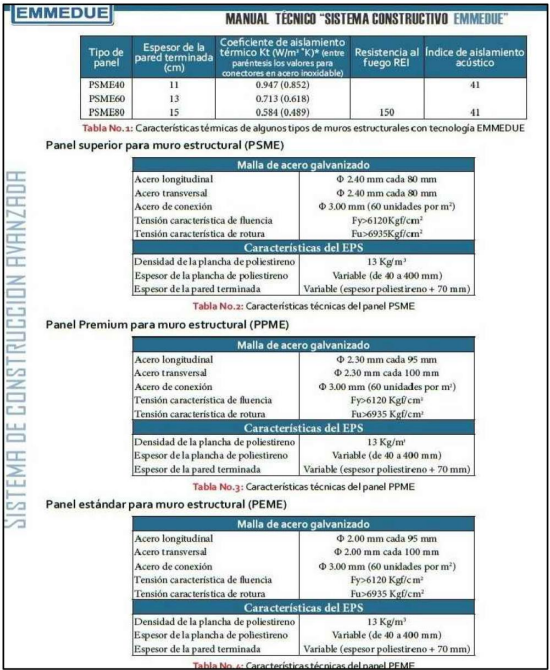 EMMEDUE
MANUAL TÉCNICO "SISTEMA CONSTRUCTIVO EMMEDUE"
Tipo de panel | Espesor de la pared terminada (cm) | Coeficiente de aislamiento térmico Kt (W/m² °K)* (entre paréntesis los valores para conectores en acero inoxidable) | Resistencia al fuego REI | Índice de aislamiento acústico
PSME40 11 0.947 (0.852) 41
PSME60 13 0.713 (0.618)
PSME80 15 0.584 (0.489) 150 41
Tabla No.1: Características térmicas de algunos tipos de muros estructurales con tecnología EMMEDUE
Panel superior para muro estructural (PSME)
Malla de acero galvanizado
Acero longitudinal Φ 2.40 mm cada 80 mm
Acero transversal Φ 2.40 mm cada 80 mm
Acero de conexión Φ 3.00 mm (60 unidades por m²)
Tensión característica de fluencia Fy>6120Kgf/cm²
Tensión característica de rotura Fu>6935Kgf/cm²
Características del EPS
Densidad de la plancha de poliestireno 13 Kg/m³
Espesor de la plancha de poliestireno Variable (de 40 a 400 mm)
Espesor de la pared terminada Variable (espesor poliestireno + 70 mm)
Tabla No.2: Características técnicas del panel PSME
Panel Premium para muro estructural (PPME)
Malla de acero galvanizado
Acero longitudinal Φ 2.30 mm cada 95 mm
Acero transversal Φ 2.30 mm cada 100 mm
Acero de conexión Φ 3.00 mm (60 unidades por m²)
Tensión característica de fluencia Fy>6120 Kgf/cm²
Tensión característica de rotura Fu>6935 Kgf/cm²
Características del EPS
Densidad de la plancha de poliestireno 13 Kg/m³
Espesor de la plancha de poliestireno Variable (de 40 a 400 mm)
Espesor de la pared terminada Variable (espesor poliestireno + 70 mm)
Tabla No.3: Características técnicas del panel PPME
Panel estándar para muro estructural (PEME)
Malla de acero galvanizado
Acero longitudinal Φ 2.00 mm cada 95 mm
Acero transversal Φ 2.00 mm cada 100 mm
Acero de conexión Φ 3.00 mm (60 unidades por m²)
Tensión característica de fluencia Fy>6120 Kgf/cm²
Tensión característica de rotura Fu>6935 Kgf/cm²
Características del EPS
Densidad de la plancha de poliestireno 13 Kg/m³
Espesor de la plancha de poliestireno Variable (de 40 a 400 mm)
Espesor de la pared terminada Variable (espesor poliestireno + 70 mm)
Tabla No.4: Características técnicas del panel PEME
SISTEMA DE CONSTRUCCION AVANZADA